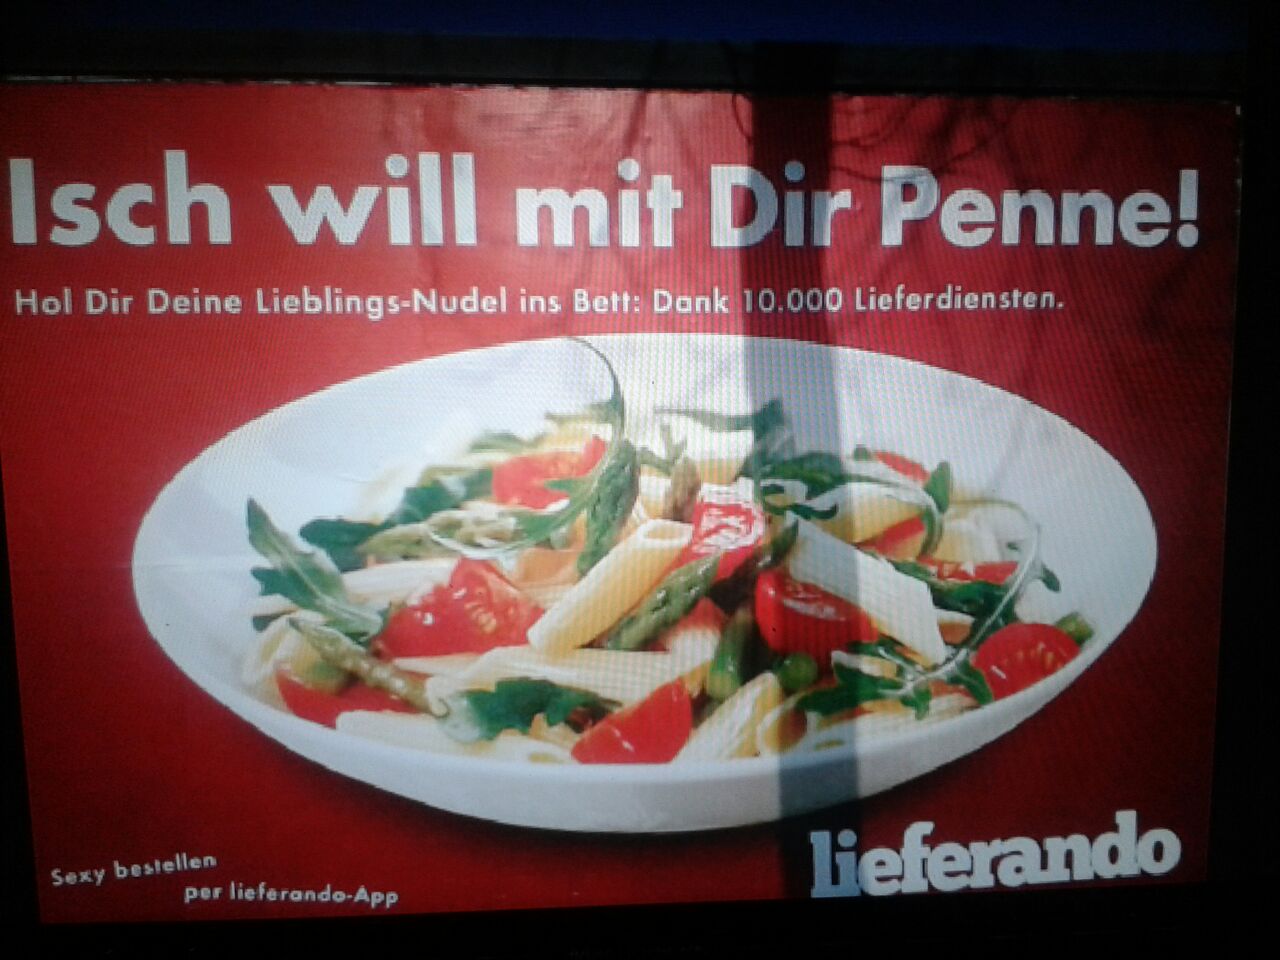 Isch will mit Dir Penne!
Hol Dir Deine Lieblings-Nudel ins Bett: Dank 10.000 Lieferdiensten.
Sexy bestellen
per lieferando-App
lieferando